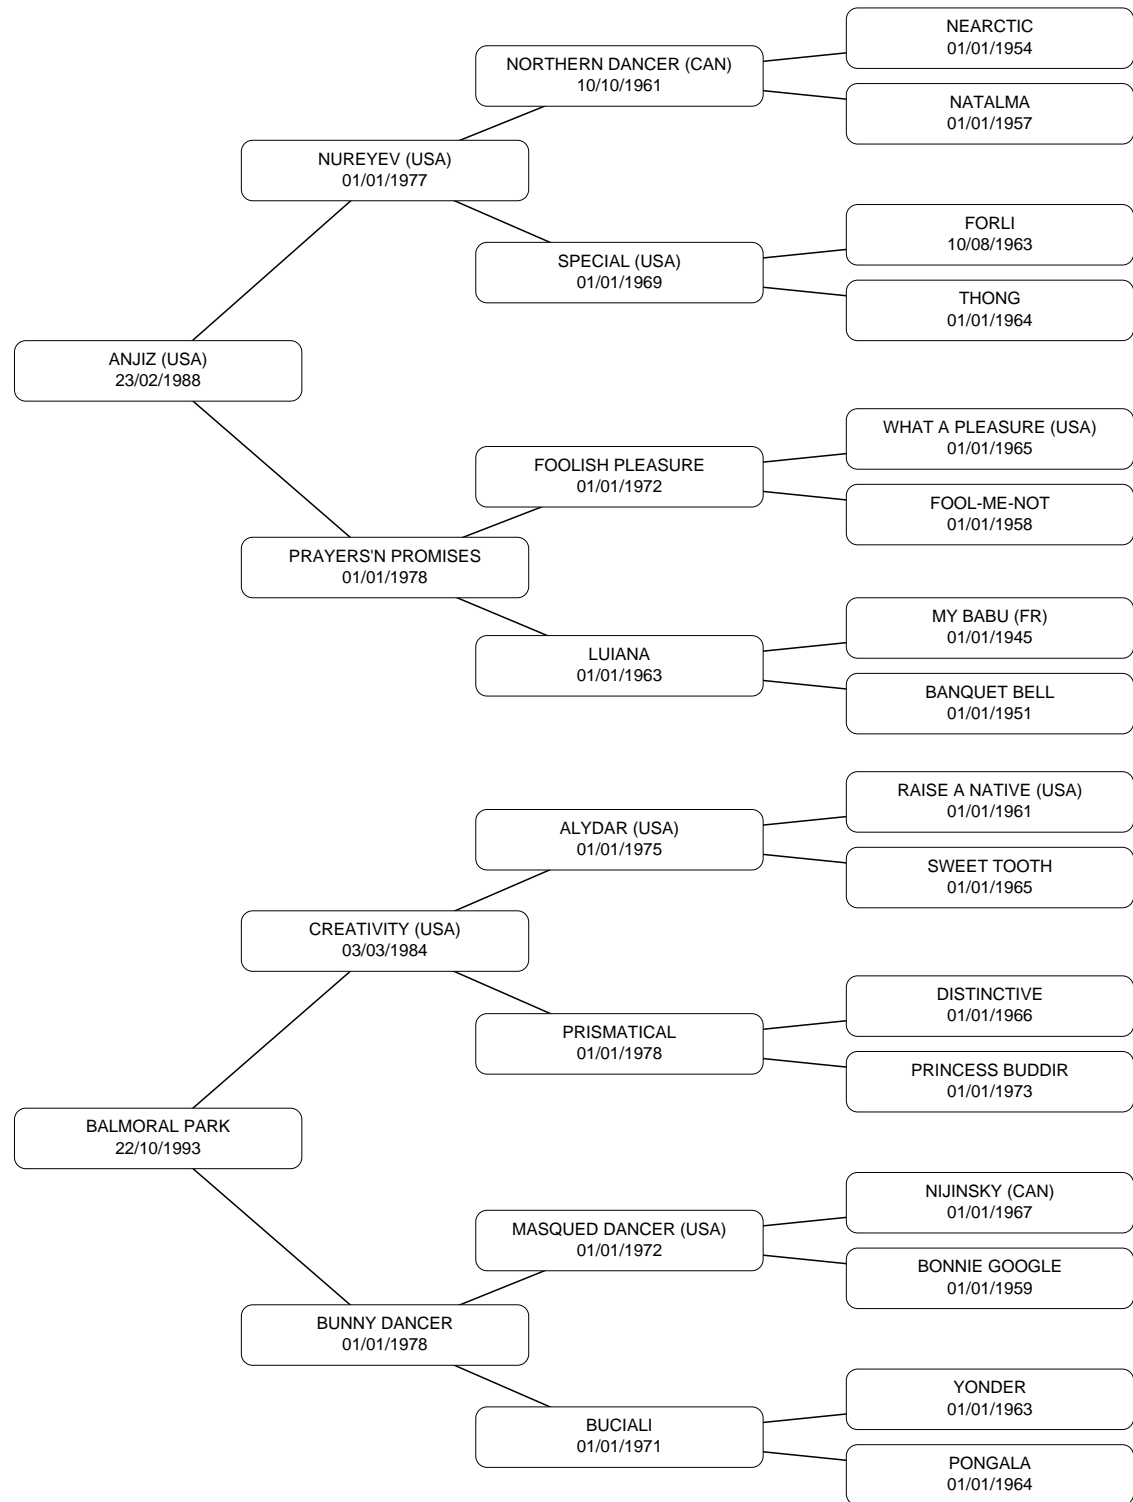 NEARCTIC
01/01/1954
NORTHERN DANCER (CAN)
10/10/1961
NATALMA
01/01/1957
NUREYEV (USA)
01/01/1977
FORLI
10/08/1963
SPECIAL (USA)
01/01/1969
THONG
01/01/1964
ANJIZ (USA)
23/02/1988
WHAT A PLEASURE (USA)
01/01/1965
FOOLISH PLEASURE
01/01/1972
FOOL-ME-NOT
01/01/1958
PRAYERS'N PROMISES
01/01/1978
MY BABU (FR)
01/01/1945
LUIANA
01/01/1963
BANQUET BELL
01/01/1951
RAISE A NATIVE (USA)
01/01/1961
ALYDAR (USA)
01/01/1975
SWEET TOOTH
01/01/1965
CREATIVITY (USA)
03/03/1984
DISTINCTIVE
01/01/1966
PRISMATICAL
01/01/1978
PRINCESS BUDDIR
01/01/1973
BALMORAL PARK
22/10/1993
NIJINSKY (CAN)
01/01/1967
MASQUED DANCER (USA)
01/01/1972
BONNIE GOOGLE
01/01/1959
BUNNY DANCER
01/01/1978
YONDER
01/01/1963
BUCIALI
01/01/1971
PONGALA
01/01/1964